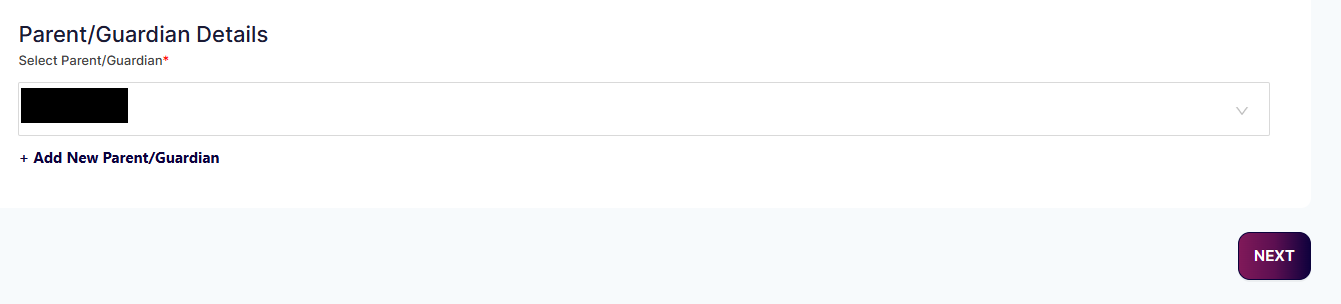 Parent/Guardian Details
Select Parent/Guardian*
+ Add New Parent/Guardian
NEXT